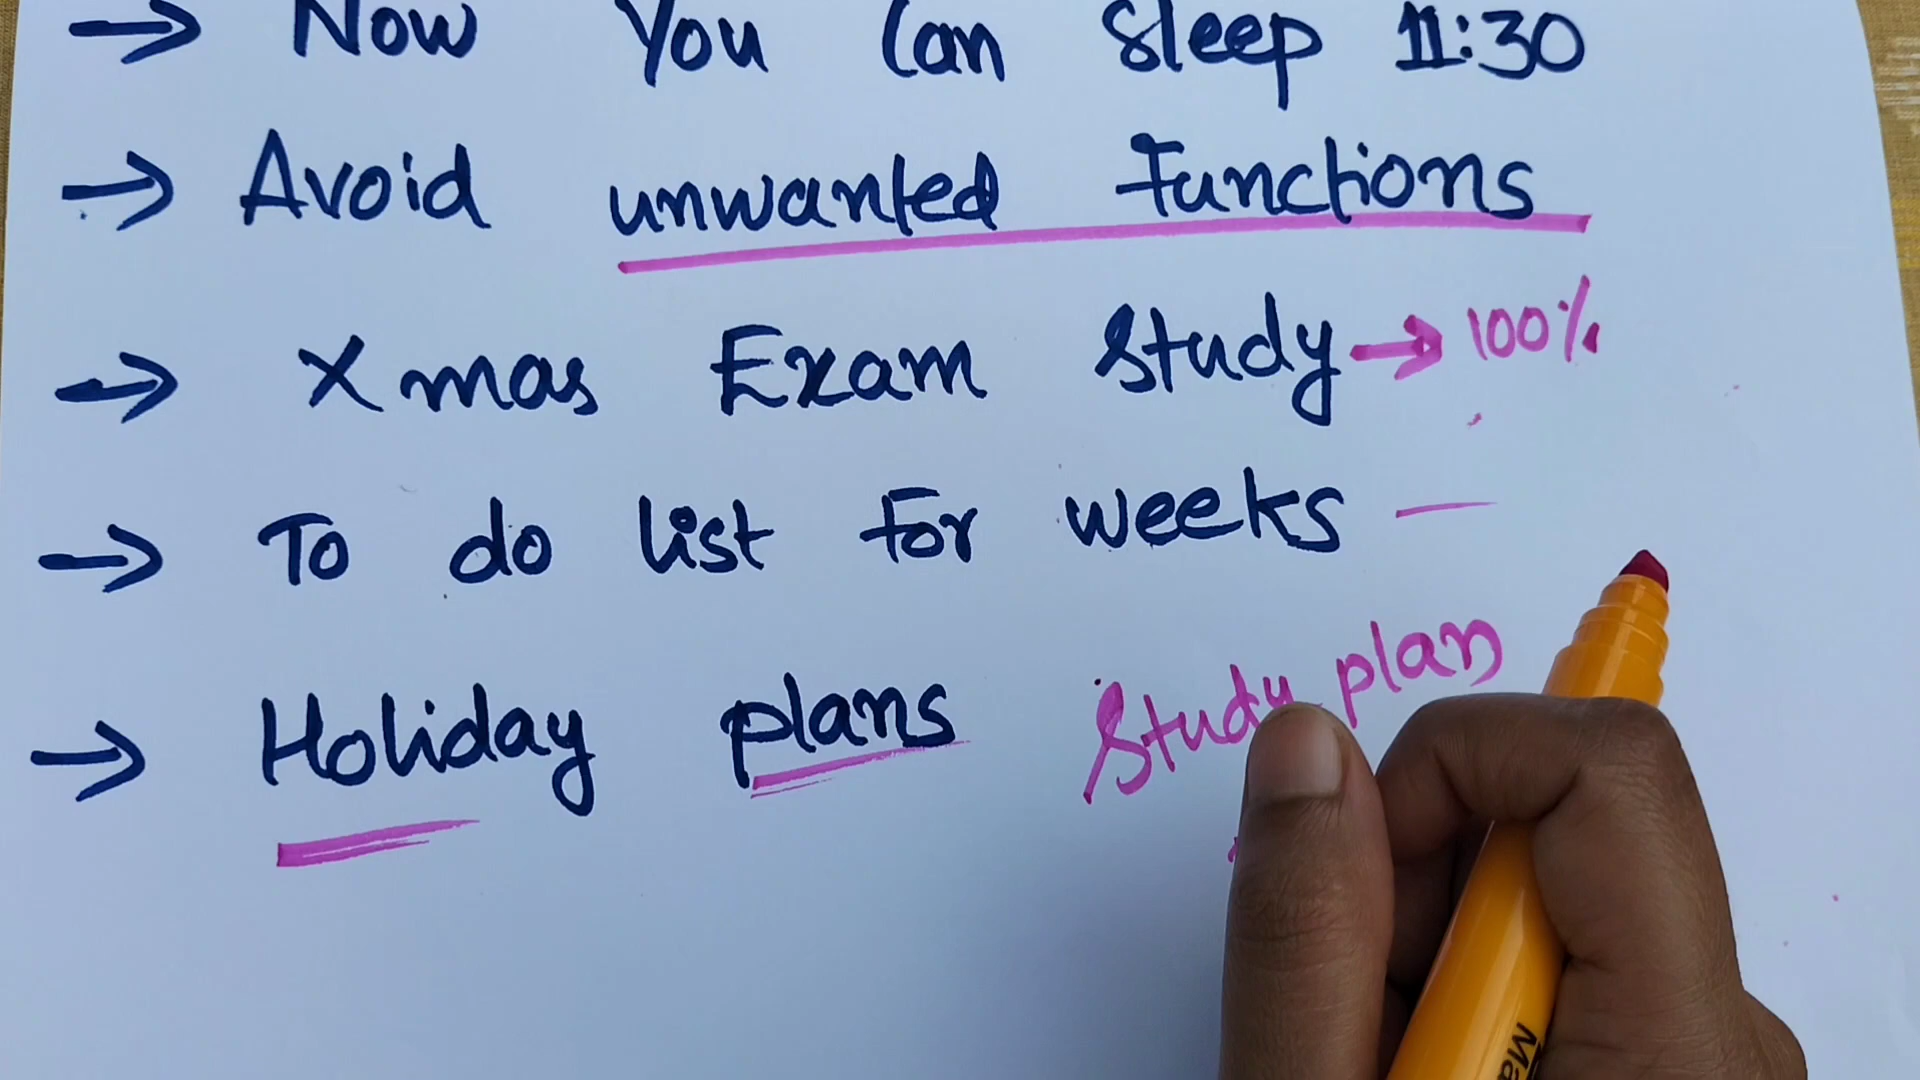 → Now You Can Sleep 11:30
→ Avoid unwanted Functions
→ Xmas Exam Study → 100%
→ To do list for weeks —
→ Holiday plans Study plan
Ma